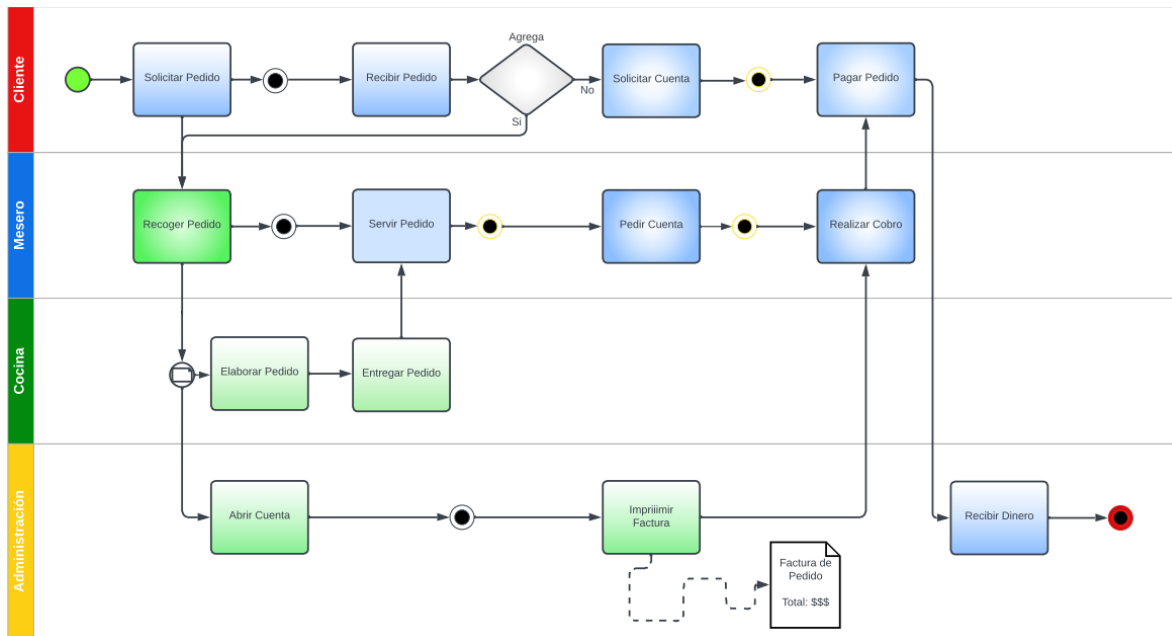 Cliente
Solicitar Pedido
Recibir Pedido
Agrega
No
Si
Solicitar Cuenta
Pagar Pedido
Mesero
Recoger Pedido
Servir Pedido
Pedir Cuenta
Realizar Cobro
Cocina
Elaborar Pedido
Entregar Pedido
Administración
Abrir Cuenta
Impriiimir
Factura
Recibir Dinero
Factura de
Pedido
Total: $$$